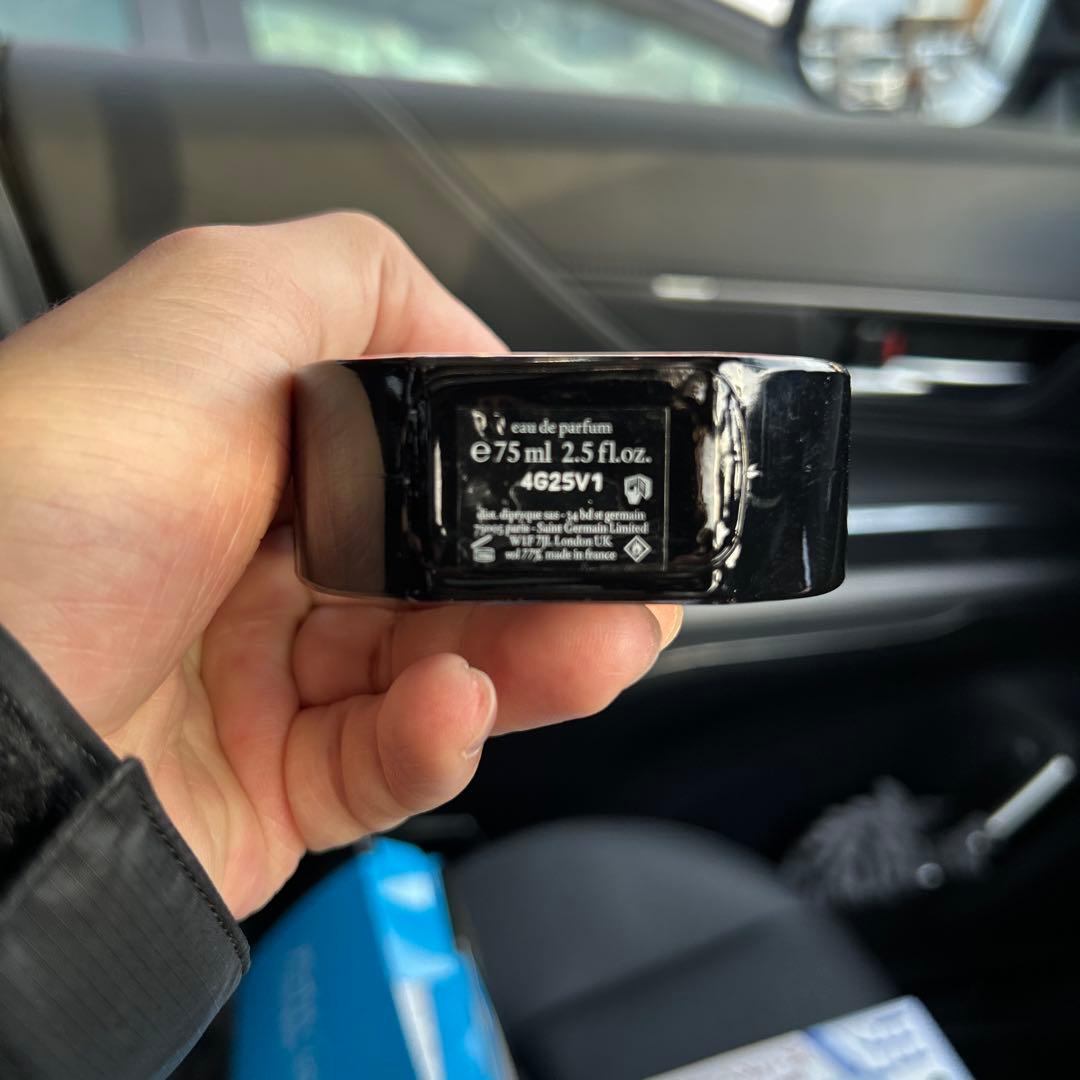 eau de parfum
e 75 ml 2.5 fl.oz.
4G25V1
dist. diptyque sas - 34 bd st germain
75005 paris - Saint Germain Limited
W1F 7JL London UK
vol 77% made in france